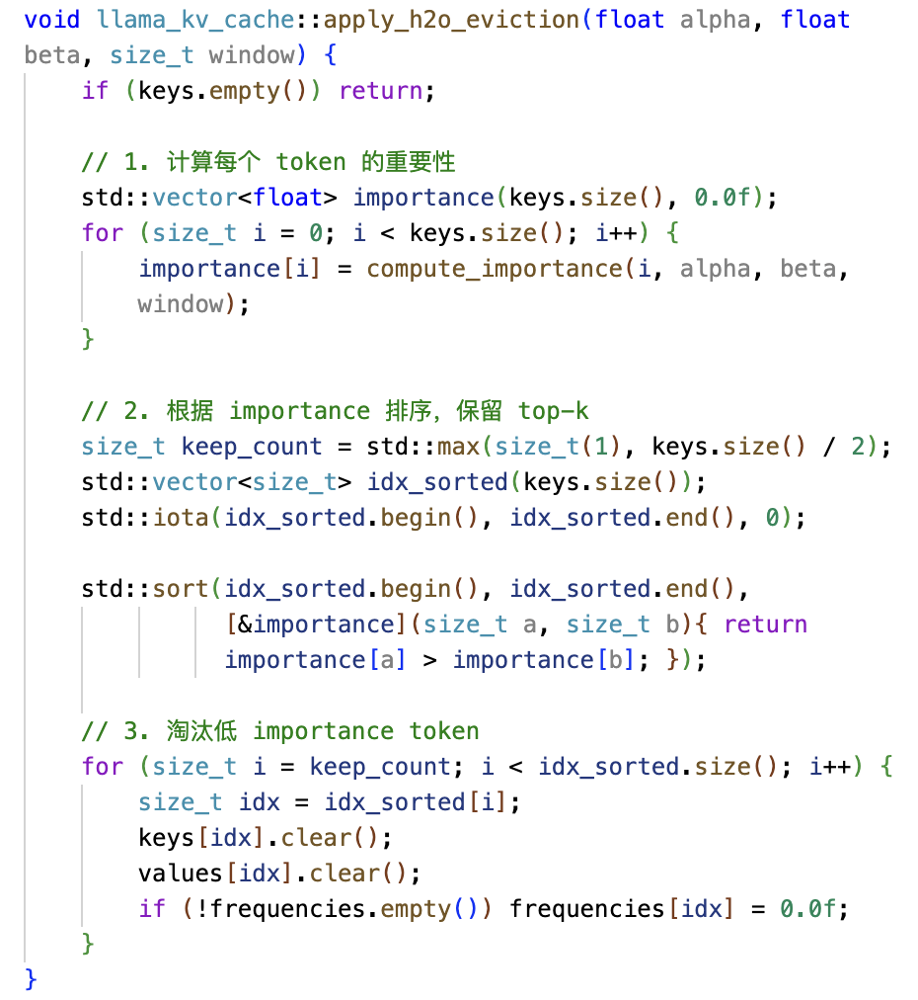 void llama_kv_cache::apply_h2o_eviction(float alpha, float
beta, size_t window) {
    if (keys.empty()) return;

    // 1. 计算每个 token 的重要性
    std::vector<float> importance(keys.size(), 0.0f);
    for (size_t i = 0; i < keys.size(); i++) {
        importance[i] = compute_importance(i, alpha, beta,
        window);
    }

    // 2. 根据 importance 排序，保留 top-k
    size_t keep_count = std::max(size_t(1), keys.size() / 2);
    std::vector<size_t> idx_sorted(keys.size());
    std::iota(idx_sorted.begin(), idx_sorted.end(), 0);

    std::sort(idx_sorted.begin(), idx_sorted.end(),
              [&importance](size_t a, size_t b){ return
              importance[a] > importance[b]; });

    // 3. 淘汰低 importance token
    for (size_t i = keep_count; i < idx_sorted.size(); i++) {
        size_t idx = idx_sorted[i];
        keys[idx].clear();
        values[idx].clear();
        if (!frequencies.empty()) frequencies[idx] = 0.0f;
    }
}